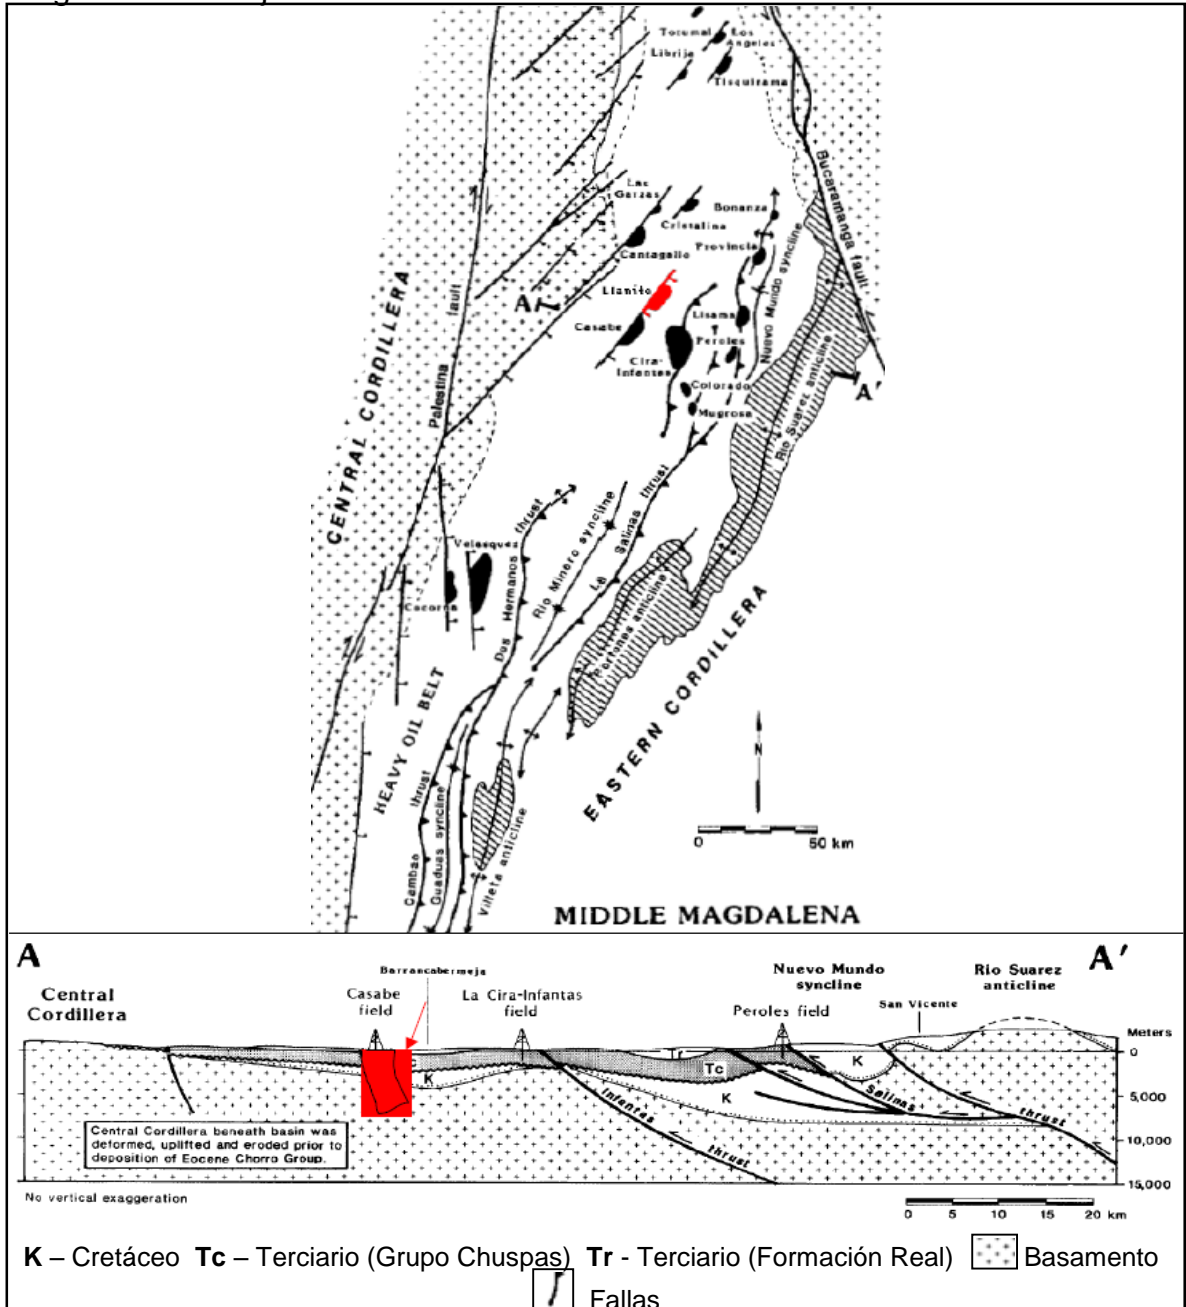 Totumal
Los
Angeles
Librija
Tisquirama
Bucaramanga fault
Las
Garzas
Cristalina
Cantagallo
Bonanza
Provincia
Nuevo Mundo syncline
Llanito
A
Casabe
Lisama
Peroles
Cira-
Infantas
Colorado
Mugrosa
A'
Rio Suarez anticline
Palestina fault
CENTRAL CORDILLERA
Velasquez
Cocorna
Dos Hermanos thrust
Rio Minero syncline
La Salinas thrust
Portones anticline
EASTERN CORDILLERA
HEAVY OIL BELT
Cambao thrust
Guaduas syncline
Villeta anticline
N
0 50 km
MIDDLE MAGDALENA
A
A'
Barrancabermeja
Central
Cordillera
Casabe
field
La Cira-Infantas
field
Peroles field
Nuevo Mundo
syncline
San Vicente
Rio Suarez
anticline
Meters
0
5,000
10,000
15,000
K
Tr
Tc
K
K
Infantas thrust
Salinas
thrust
Central Cordillera beneath basin was
deformed, uplifted and eroded prior to
deposition of Eocene Chorro Group.
No vertical exaggeration
0 5 10 15 20 km
K – Cretáceo Tc – Terciario (Grupo Chuspas) Tr - Terciario (Formación Real) Basamento
Fallas